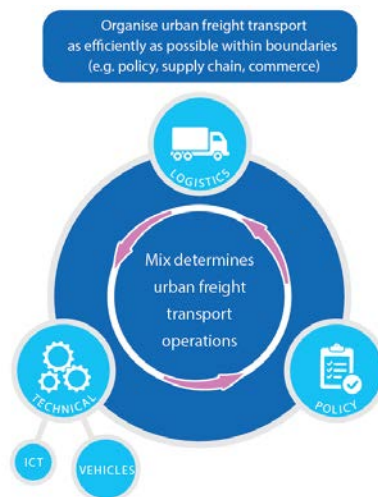 Organise urban freight transport
as efficiently as possible within boundaries
(e.g. policy, supply chain, commerce)
LOGISTICS
Mix determines
urban freight
transport
operations
TECHNICAL
POLICY
ICT
VEHICLES